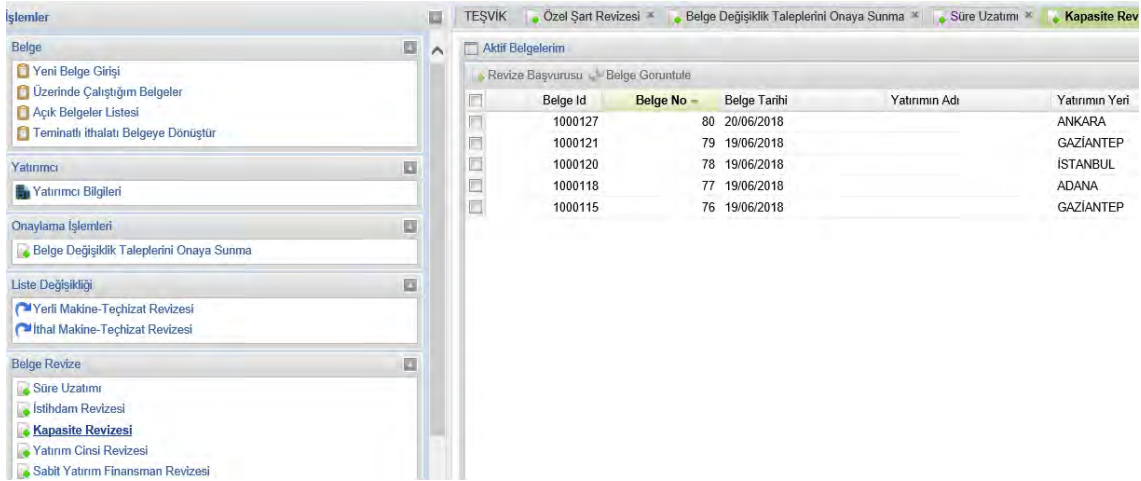 İşlemler
Belge
Yeni Belge Girişi
Üzerinde Çalıştığım Belgeler
Açık Belgeler Listesi
Teminatlı ithalatı Belgeye Dönüştür
Yatırımcı
Yatırımcı Bilgileri
Onaylama İşlemleri
Belge Değişiklik Taleplerini Onaya Sunma
Liste Değişikliği
Yerli Makine-Teçhizat Revizesi
İthal Makine-Teçhizat Revizesi
Belge Revize
Süre Uzatımı
İstihdam Revizesi
Kapasite Revizesi
Yatırım Cinsi Revizesi
Sabit Yatırım Finansman Revizesi
TEŞVİK Özel Şart Revizesi Belge Değişiklik Taleplerini Onaya Sunma Süre Uzatımı Kapasite Rev
Aktif Belgelerim
Revize Başvurusu Belge Goruntule
Belge Id Belge No Belge Tarihi Yatırımın Adı Yatırımın Yeri
1000127 80 20/06/2018 ANKARA
1000121 79 19/06/2018 GAZİANTEP
1000120 78 19/06/2018 İSTANBUL
1000118 77 19/06/2018 ADANA
1000115 76 19/06/2018 GAZİANTEP